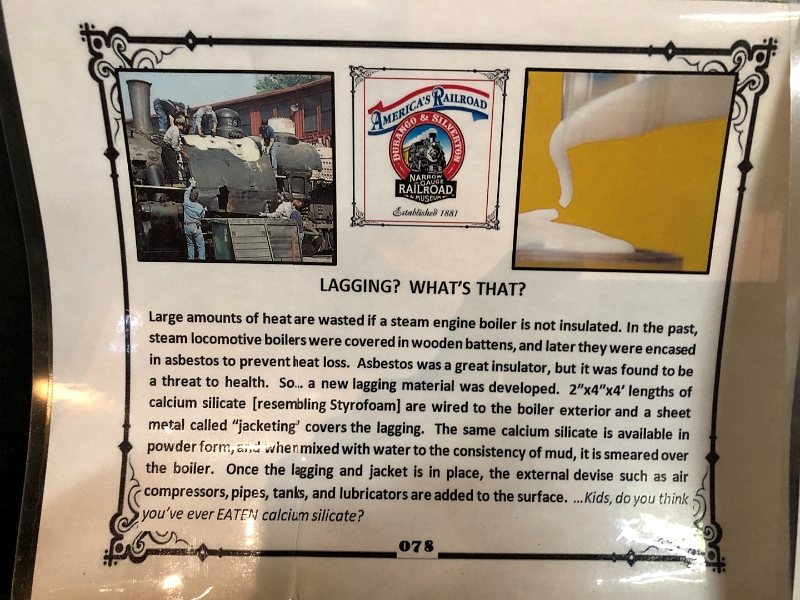 AMERICA'S RAILROAD
DURANGO & SILVERTON
NARROW
GAUGE
RAILROAD
MUSEUM
Established 1881
LAGGING? WHAT'S THAT?
Large amounts of heat are wasted if a steam engine boiler is not insulated. In the past,
steam locomotive boilers were covered in wooden battens, and later they were encased
in asbestos to prevent heat loss. Asbestos was a great insulator, but it was found to be
a threat to health. So... a new lagging material was developed. 2"x4"x4' lengths of
calcium silicate [resembling Styrofoam] are wired to the boiler exterior and a sheet
metal called "jacketing" covers the lagging. The same calcium silicate is available in
powder form, and when mixed with water to the consistency of mud, it is smeared over
the boiler. Once the lagging and jacket is in place, the external devise such as air
compressors, pipes, tanks, and lubricators are added to the surface. ...Kids, do you think
you've ever EATEN calcium silicate?
078